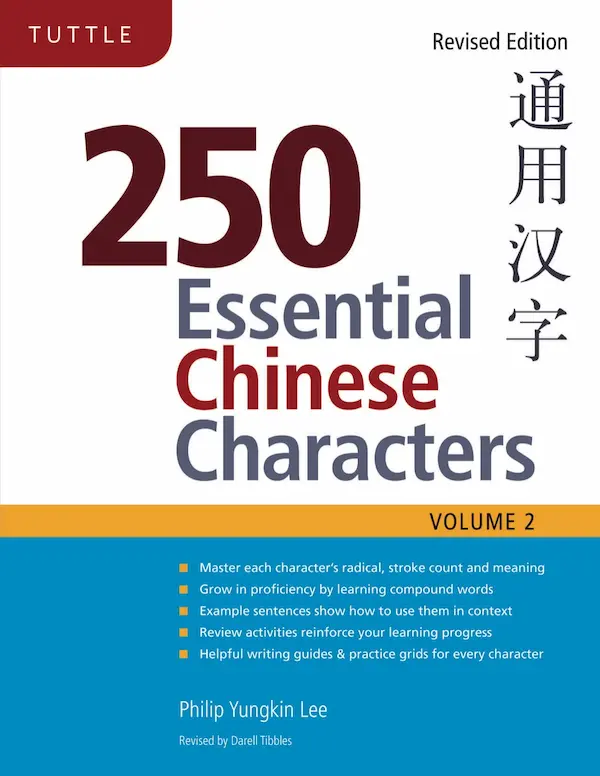 TUTTLE
Revised Edition
通用汉字
250
Essential
Chinese
Characters
VOLUME 2
■ Master each character's radical, stroke count and meaning
■ Grow in proficiency by learning compound words
■ Example sentences show how to use them in context
■ Review activities reinforce your learning progress
■ Helpful writing guides & practice grids for every character
Philip Yungkin Lee
Revised by Darell Tibbles